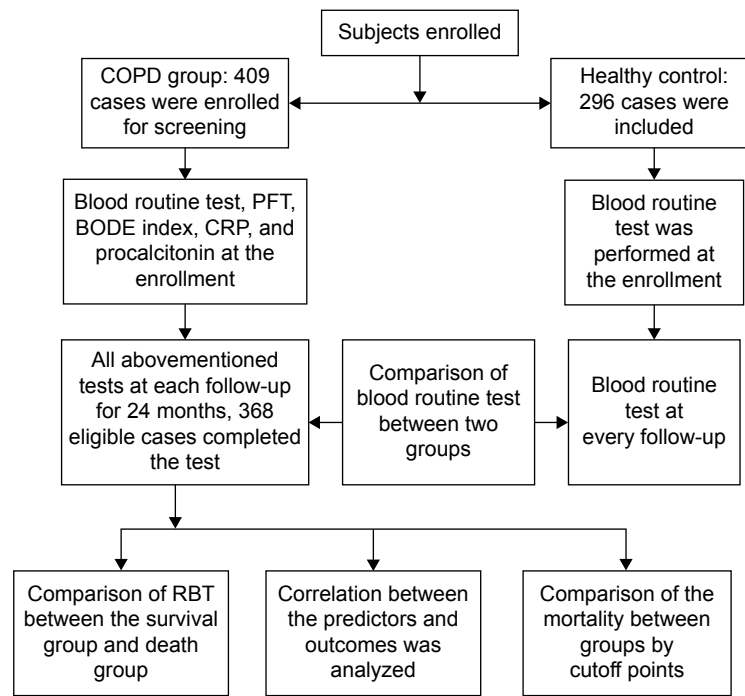 Subjects enrolled
COPD group: 409
cases were enrolled
for screening
Healthy control:
296 cases were
included
Blood routine test, PFT,
BODE index, CRP, and
procalcitonin at the
enrollment
Blood routine
test was
performed at
the enrollment
All abovementioned
tests at each follow-up
for 24 months, 368
eligible cases completed
the test
Comparison of
blood routine test
between two
groups
Blood routine
test at
every follow-up
Comparison of RBT
between the survival
group and death
group
Correlation between
the predictors and
outcomes was
analyzed
Comparison of the
mortality between
groups by
cutoff points